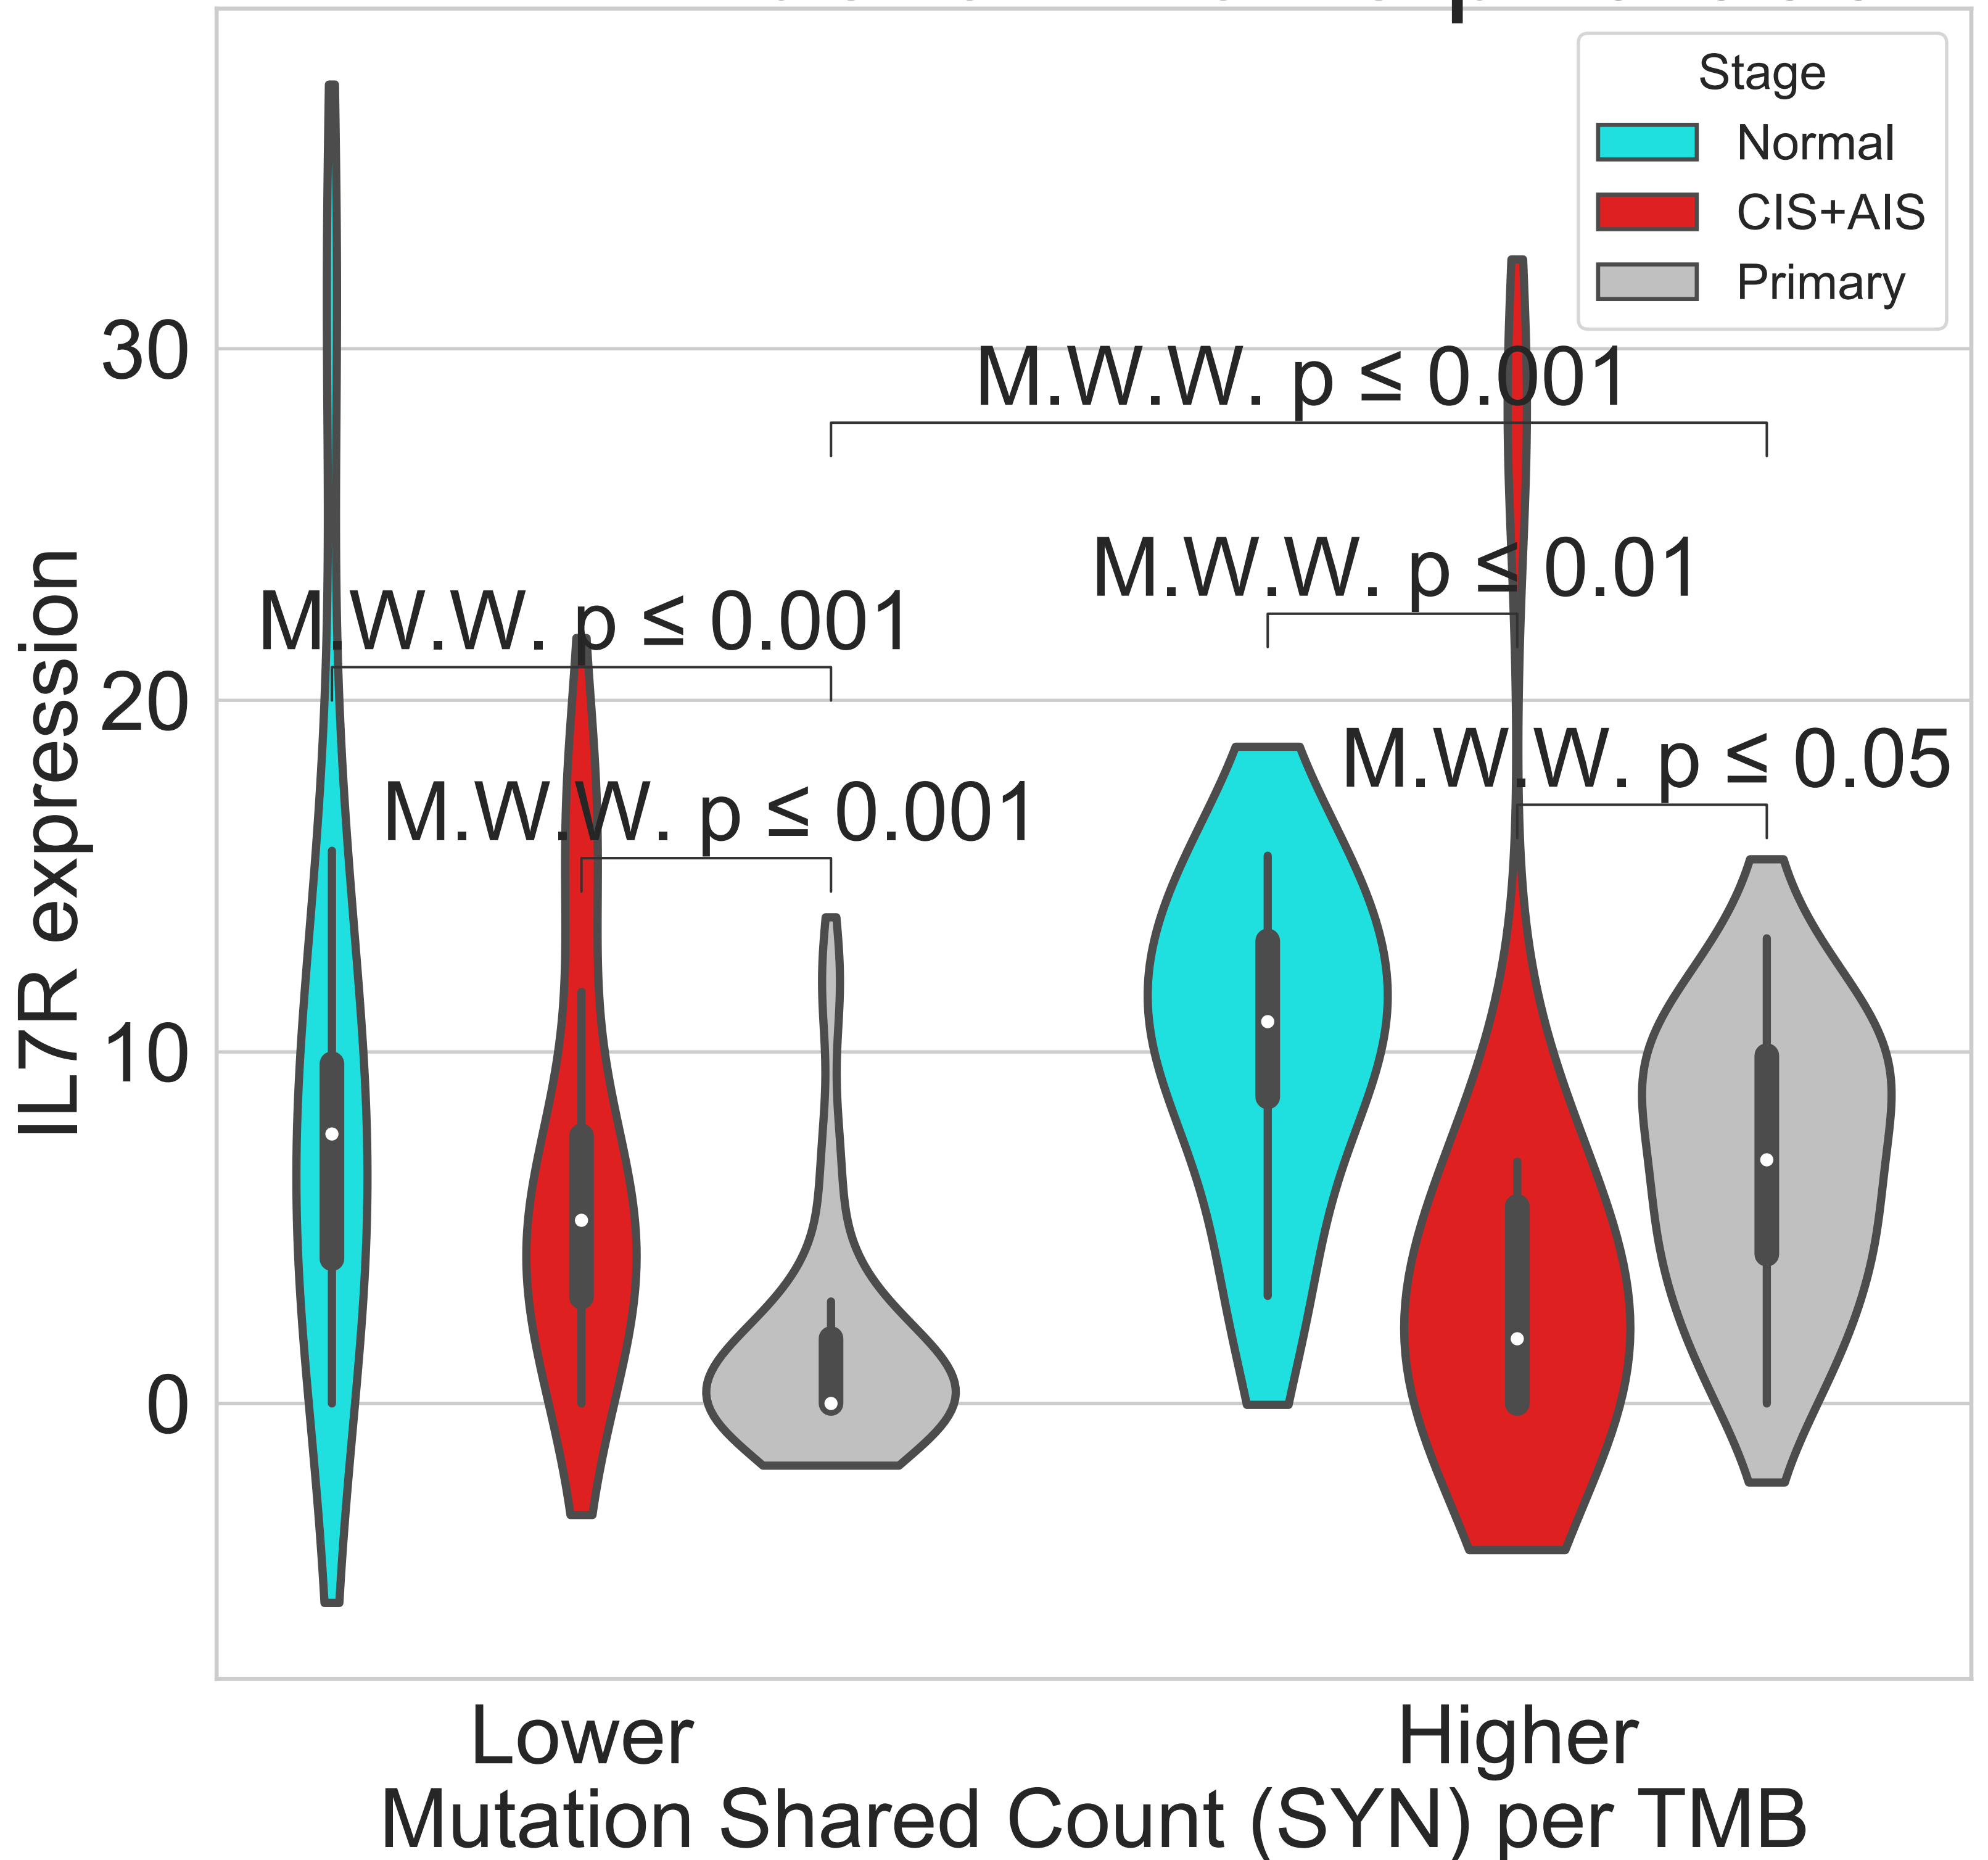 Stage
Normal
CIS+AIS
Primary
30
20
10
0
IL7R expression
M.W.W. p ≤ 0.001
M.W.W. p ≤ 0.01
M.W.W. p ≤ 0.001
M.W.W. p ≤ 0.05
M.W.W. p ≤ 0.001
Lower
Higher
Mutation Shared Count (SYN) per TMB